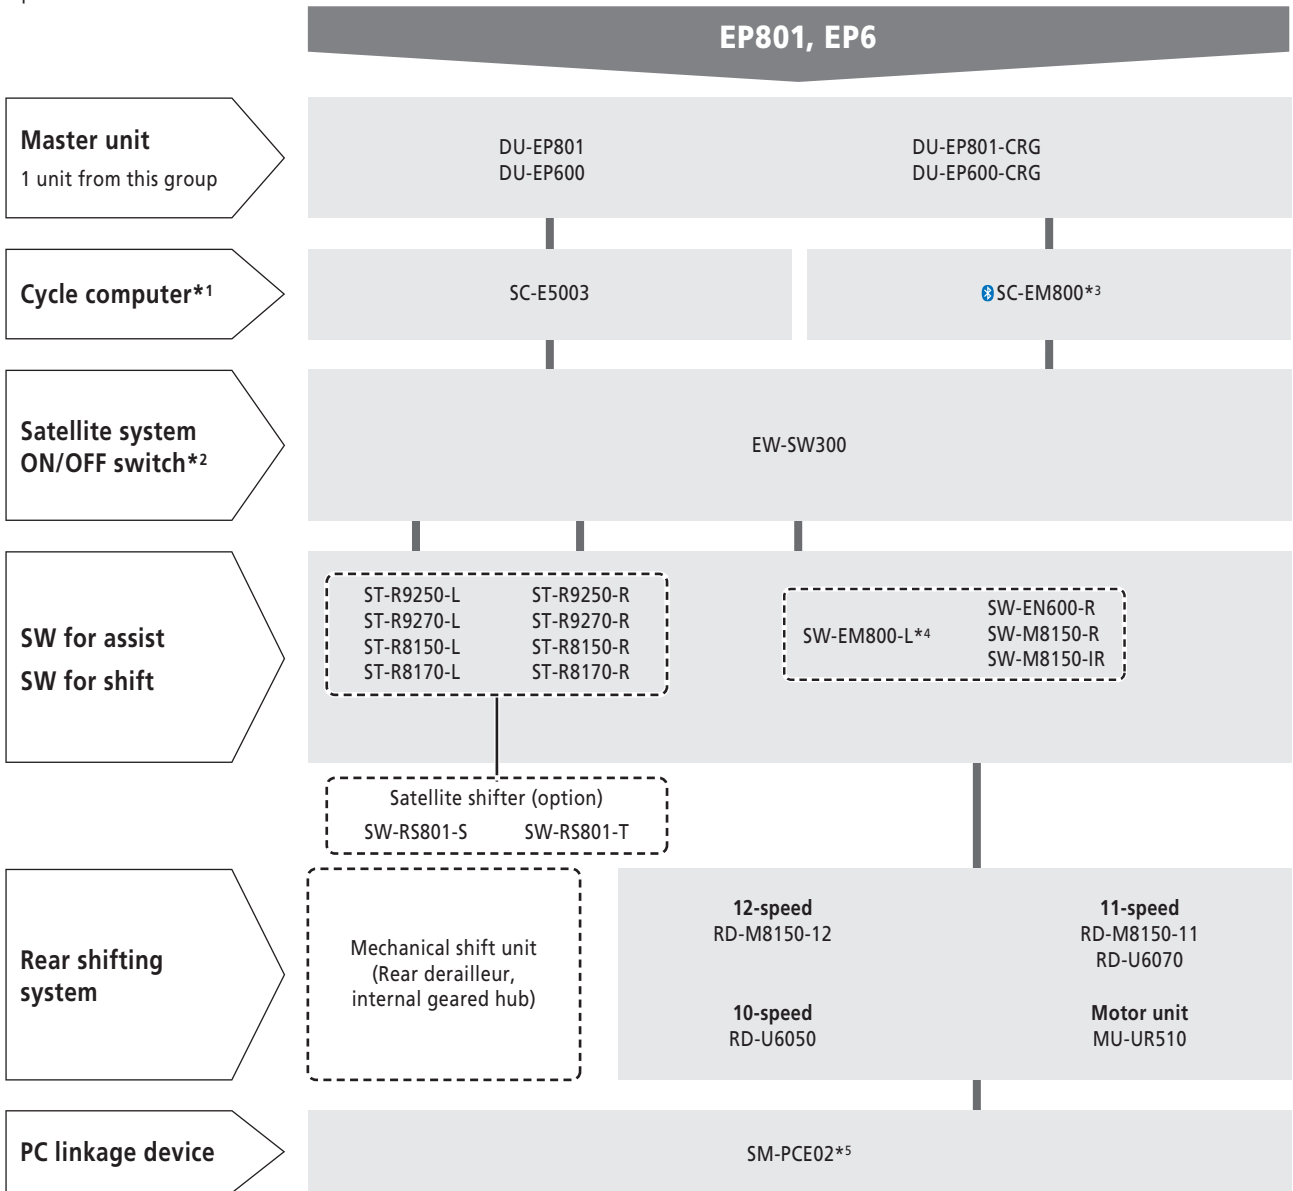 EP801, EP6
Master unit
1 unit from this group
DU-EP801
DU-EP600
DU-EP801-CRG
DU-EP600-CRG
Cycle computer*1
SC-E5003
SC-EM800*3
Satellite system
ON/OFF switch*2
EW-SW300
SW for assist
SW for shift
ST-R9250-L
ST-R9270-L
ST-R8150-L
ST-R8170-L
ST-R9250-R
ST-R9270-R
ST-R8150-R
ST-R8170-R
SW-EM800-L*4
SW-EN600-R
SW-M8150-R
SW-M8150-IR
Satellite shifter (option)
SW-RS801-S
SW-RS801-T
Rear shifting
system
Mechanical shift unit
(Rear derailleur,
internal geared hub)
12-speed
RD-M8150-12
11-speed
RD-M8150-11
RD-U6070
10-speed
RD-U6050
Motor unit
MU-UR510
PC linkage device
SM-PCE02*5